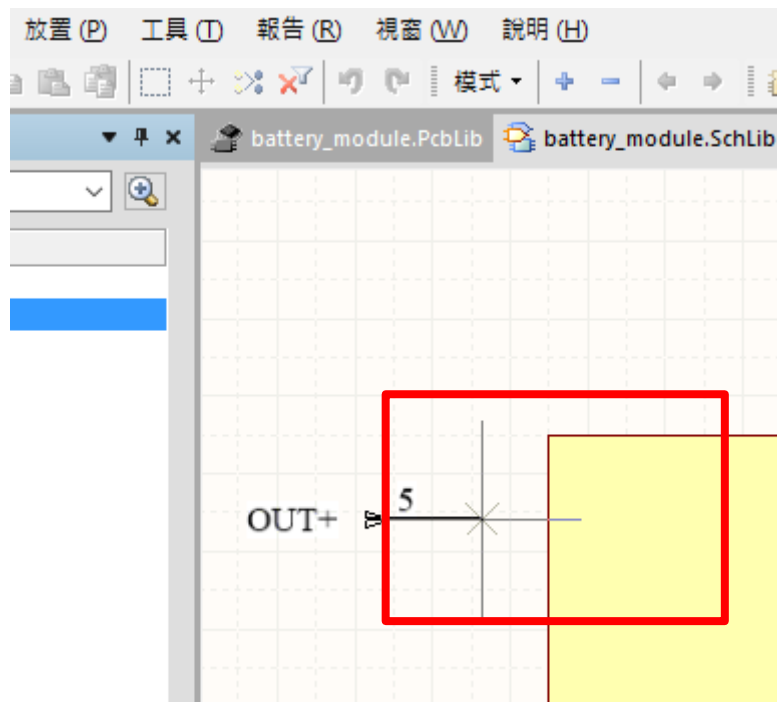 放置 (P) 工具 (T) 報告 (R) 視窗 (W) 說明 (H)
模式
battery_module.PcbLib battery_module.SchLib
5
OUT+